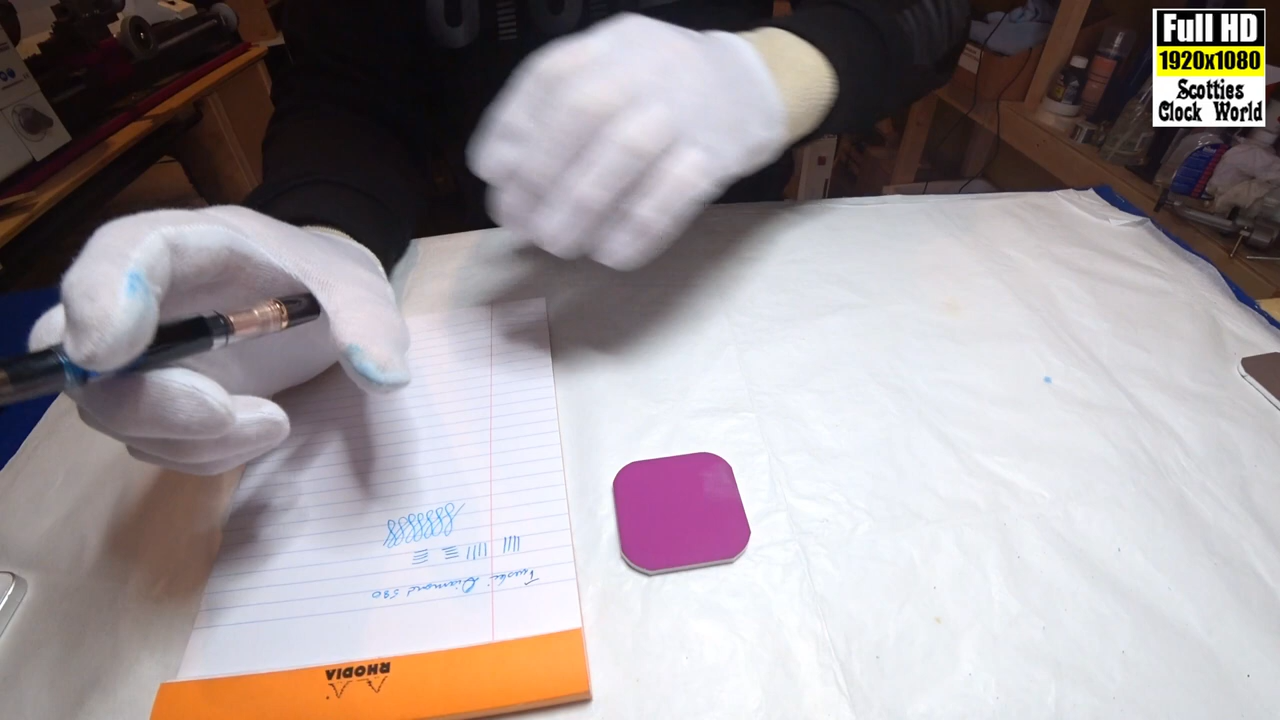 Full HD
1920x1080
Scotties
Clock World
Twsbi Diamond 580
RHODIA